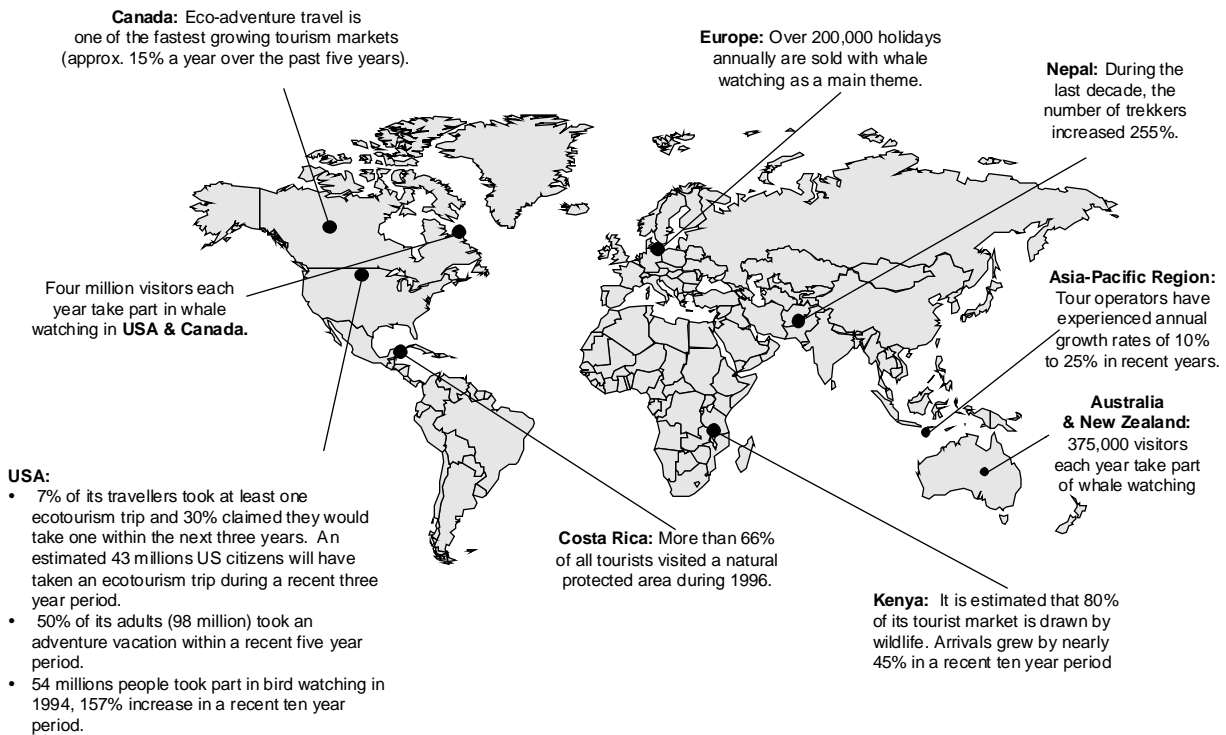 Canada: Eco-adventure travel is
one of the fastest growing tourism markets
(approx. 15% a year over the past five years).
Europe: Over 200,000 holidays
annually are sold with whale
watching as a main theme.
Nepal: During the
last decade, the
number of trekkers
increased 255%.
Four million visitors each
year take part in whale
watching in USA & Canada.
Asia-Pacific Region:
Tour operators have
experienced annual
growth rates of 10%
to 25% in recent years.
Australia
& New Zealand:
375,000 visitors
each year take part
of whale watching
USA:
• 7% of its travellers took at least one
ecotourism trip and 30% claimed they would
take one within the next three years. An
estimated 43 millions US citizens will have
taken an ecotourism trip during a recent three
year period.
• 50% of its adults (98 million) took an
adventure vacation within a recent five year
period.
• 54 millions people took part in bird watching in
1994, 157% increase in a recent ten year
period.
Costa Rica: More than 66%
of all tourists visited a natural
protected area during 1996.
Kenya: It is estimated that 80%
of its tourist market is drawn by
wildlife. Arrivals grew by nearly
45% in a recent ten year period